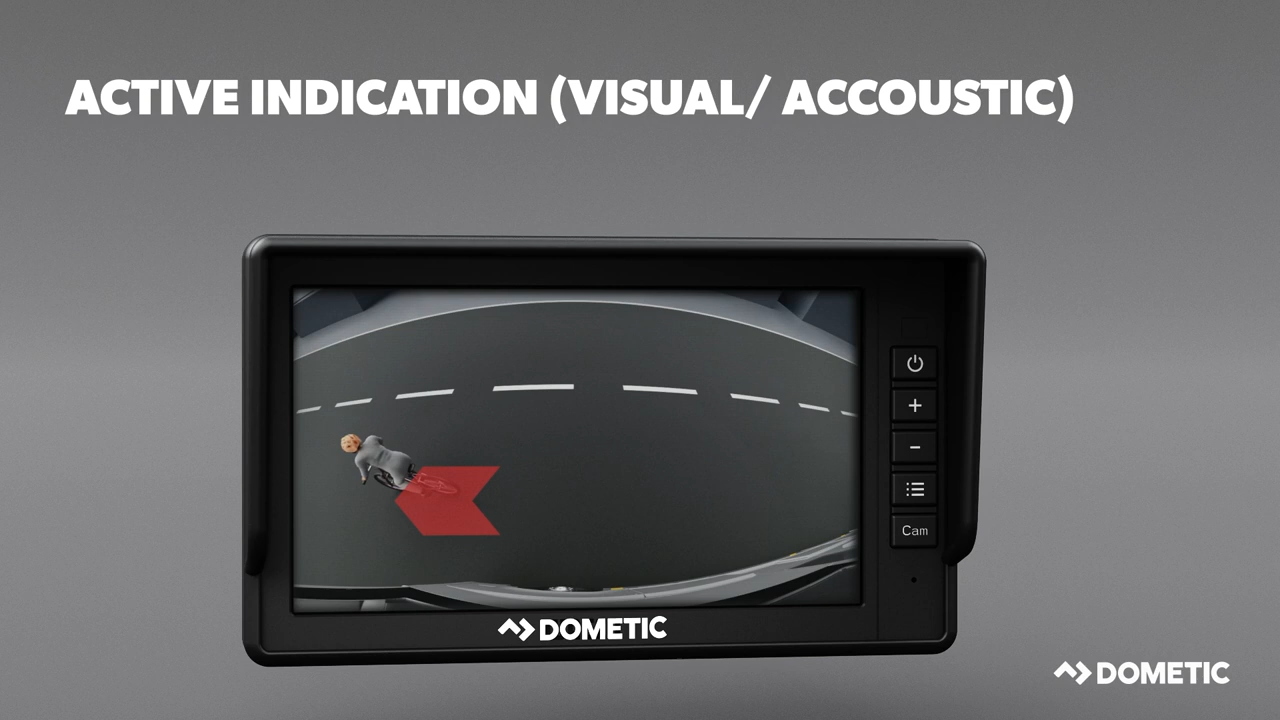 ACTIVE INDICATION (VISUAL/ ACCOUSTIC)
Cam
DOMETIC
DOMETIC